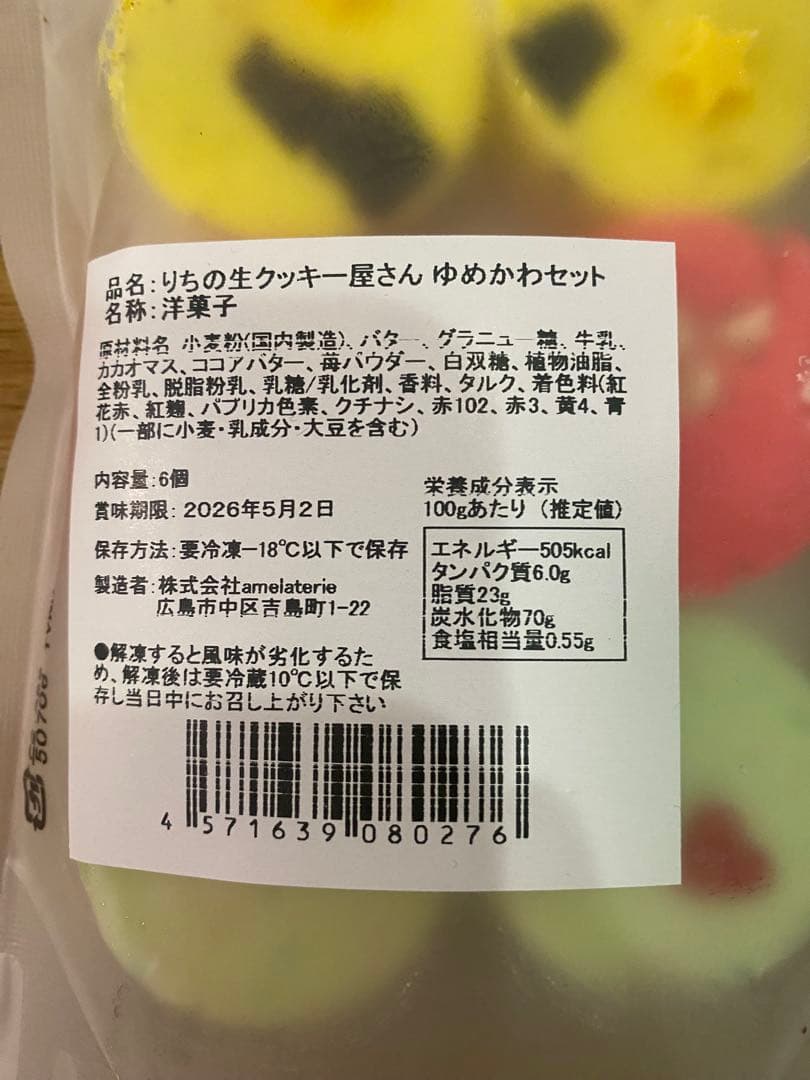 品名:りちの生クッキー屋さん ゆめかわセット
名称:洋菓子
原材料名 小麦粉(国内製造)、バター、グラニュー糖、牛乳、
カカオマス、ココアバター、苺パウダー、白双糖、植物油脂、
全粉乳、脱脂粉乳、乳糖/乳化剤、香料、タルク、着色料(紅
花赤、紅麹、パプリカ色素、クチナシ、赤102、赤3、黄4、青
1)(一部に小麦・乳成分・大豆を含む)
内容量:6個
賞味期限: 2026年5月2日
保存方法:要冷凍ー18℃以下で保存
製造者:株式会社amelaterie
広島市中区吉島町1-22
●解凍すると風味が劣化するた
め、解凍後は要冷蔵10℃以下で保
存し当日中にお召し上がり下さい
栄養成分表示
100gあたり (推定値)
エネルギー505kcal
タンパク質6.0g
脂質23g
炭水化物70g
食塩相当量0.55g
4 571639 080276